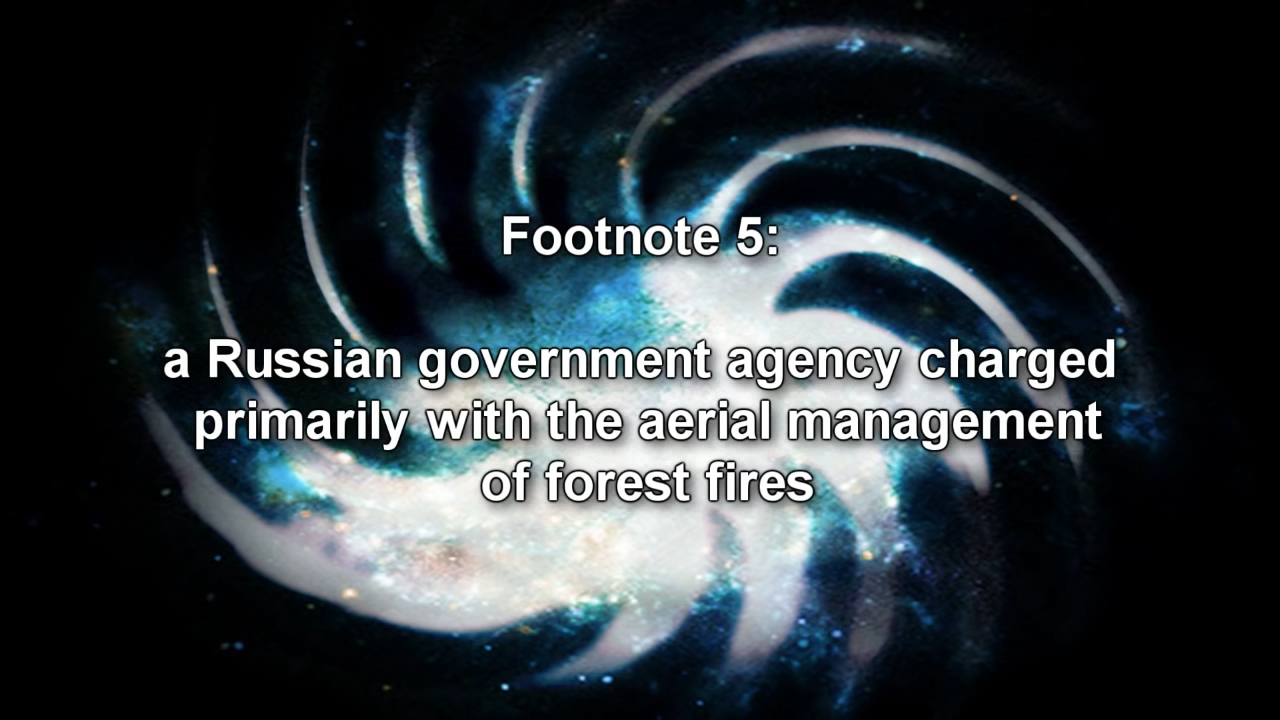 Footnote 5:
a Russian government agency charged
primarily with the aerial management
of forest fires